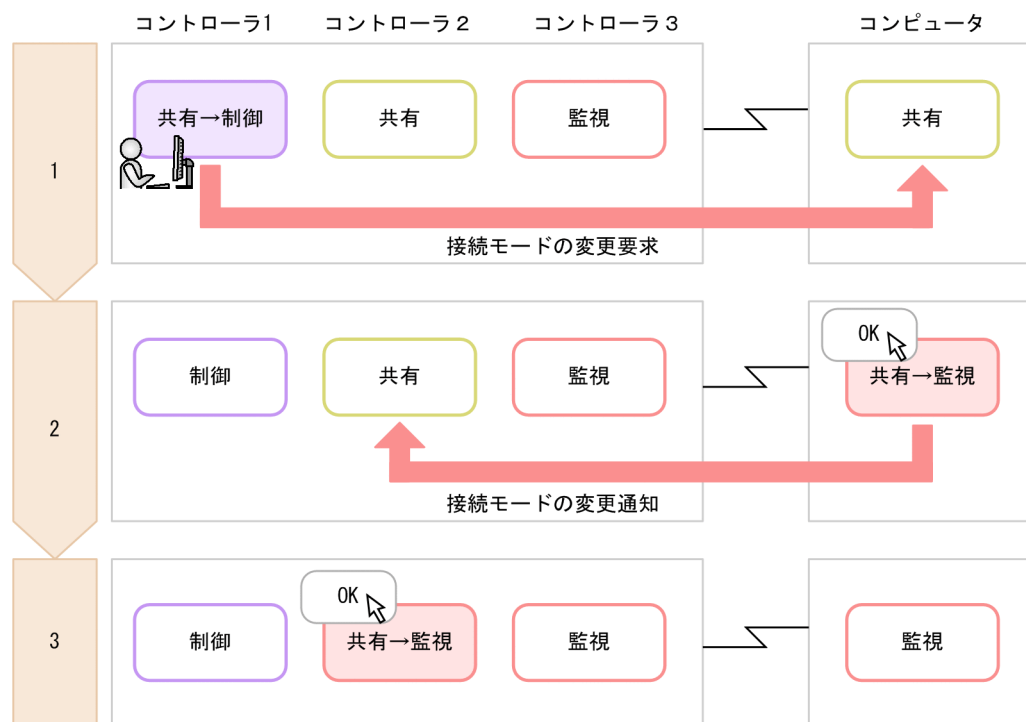 コントローラ1
コントローラ２
コントローラ３
コンピュータ
1
共有→制御
共有
監視
共有
接続モードの変更要求
2
制御
共有
監視
OK
共有→監視
接続モードの変更通知
3
制御
OK
共有→監視
監視
監視